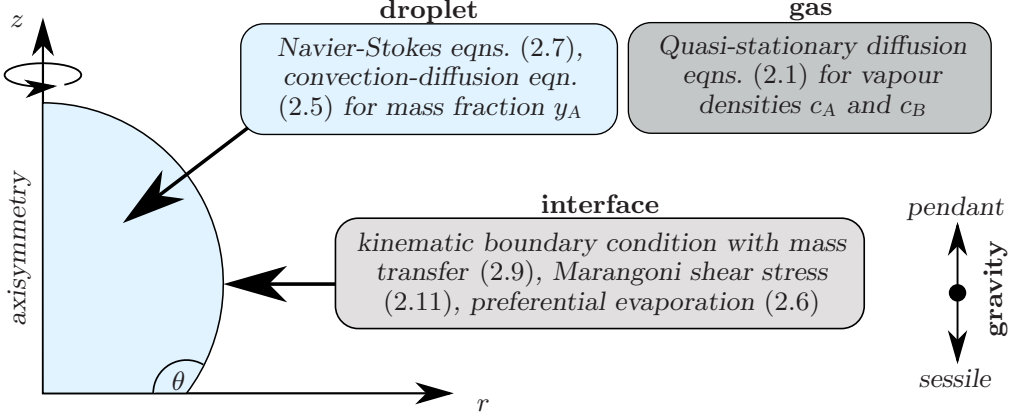 z
droplet
Navier-Stokes eqns. (2.7),
convection-diffusion eqn.
(2.5) for mass fraction y_A
gas
Quasi-stationary diffusion
eqns. (2.1) for vapour
densities c_A and c_B
axisymmetry
interface
kinematic boundary condition with mass
transfer (2.9), Marangoni shear stress
(2.11), preferential evaporation (2.6)
pendant
gravity
sessile
θ
r